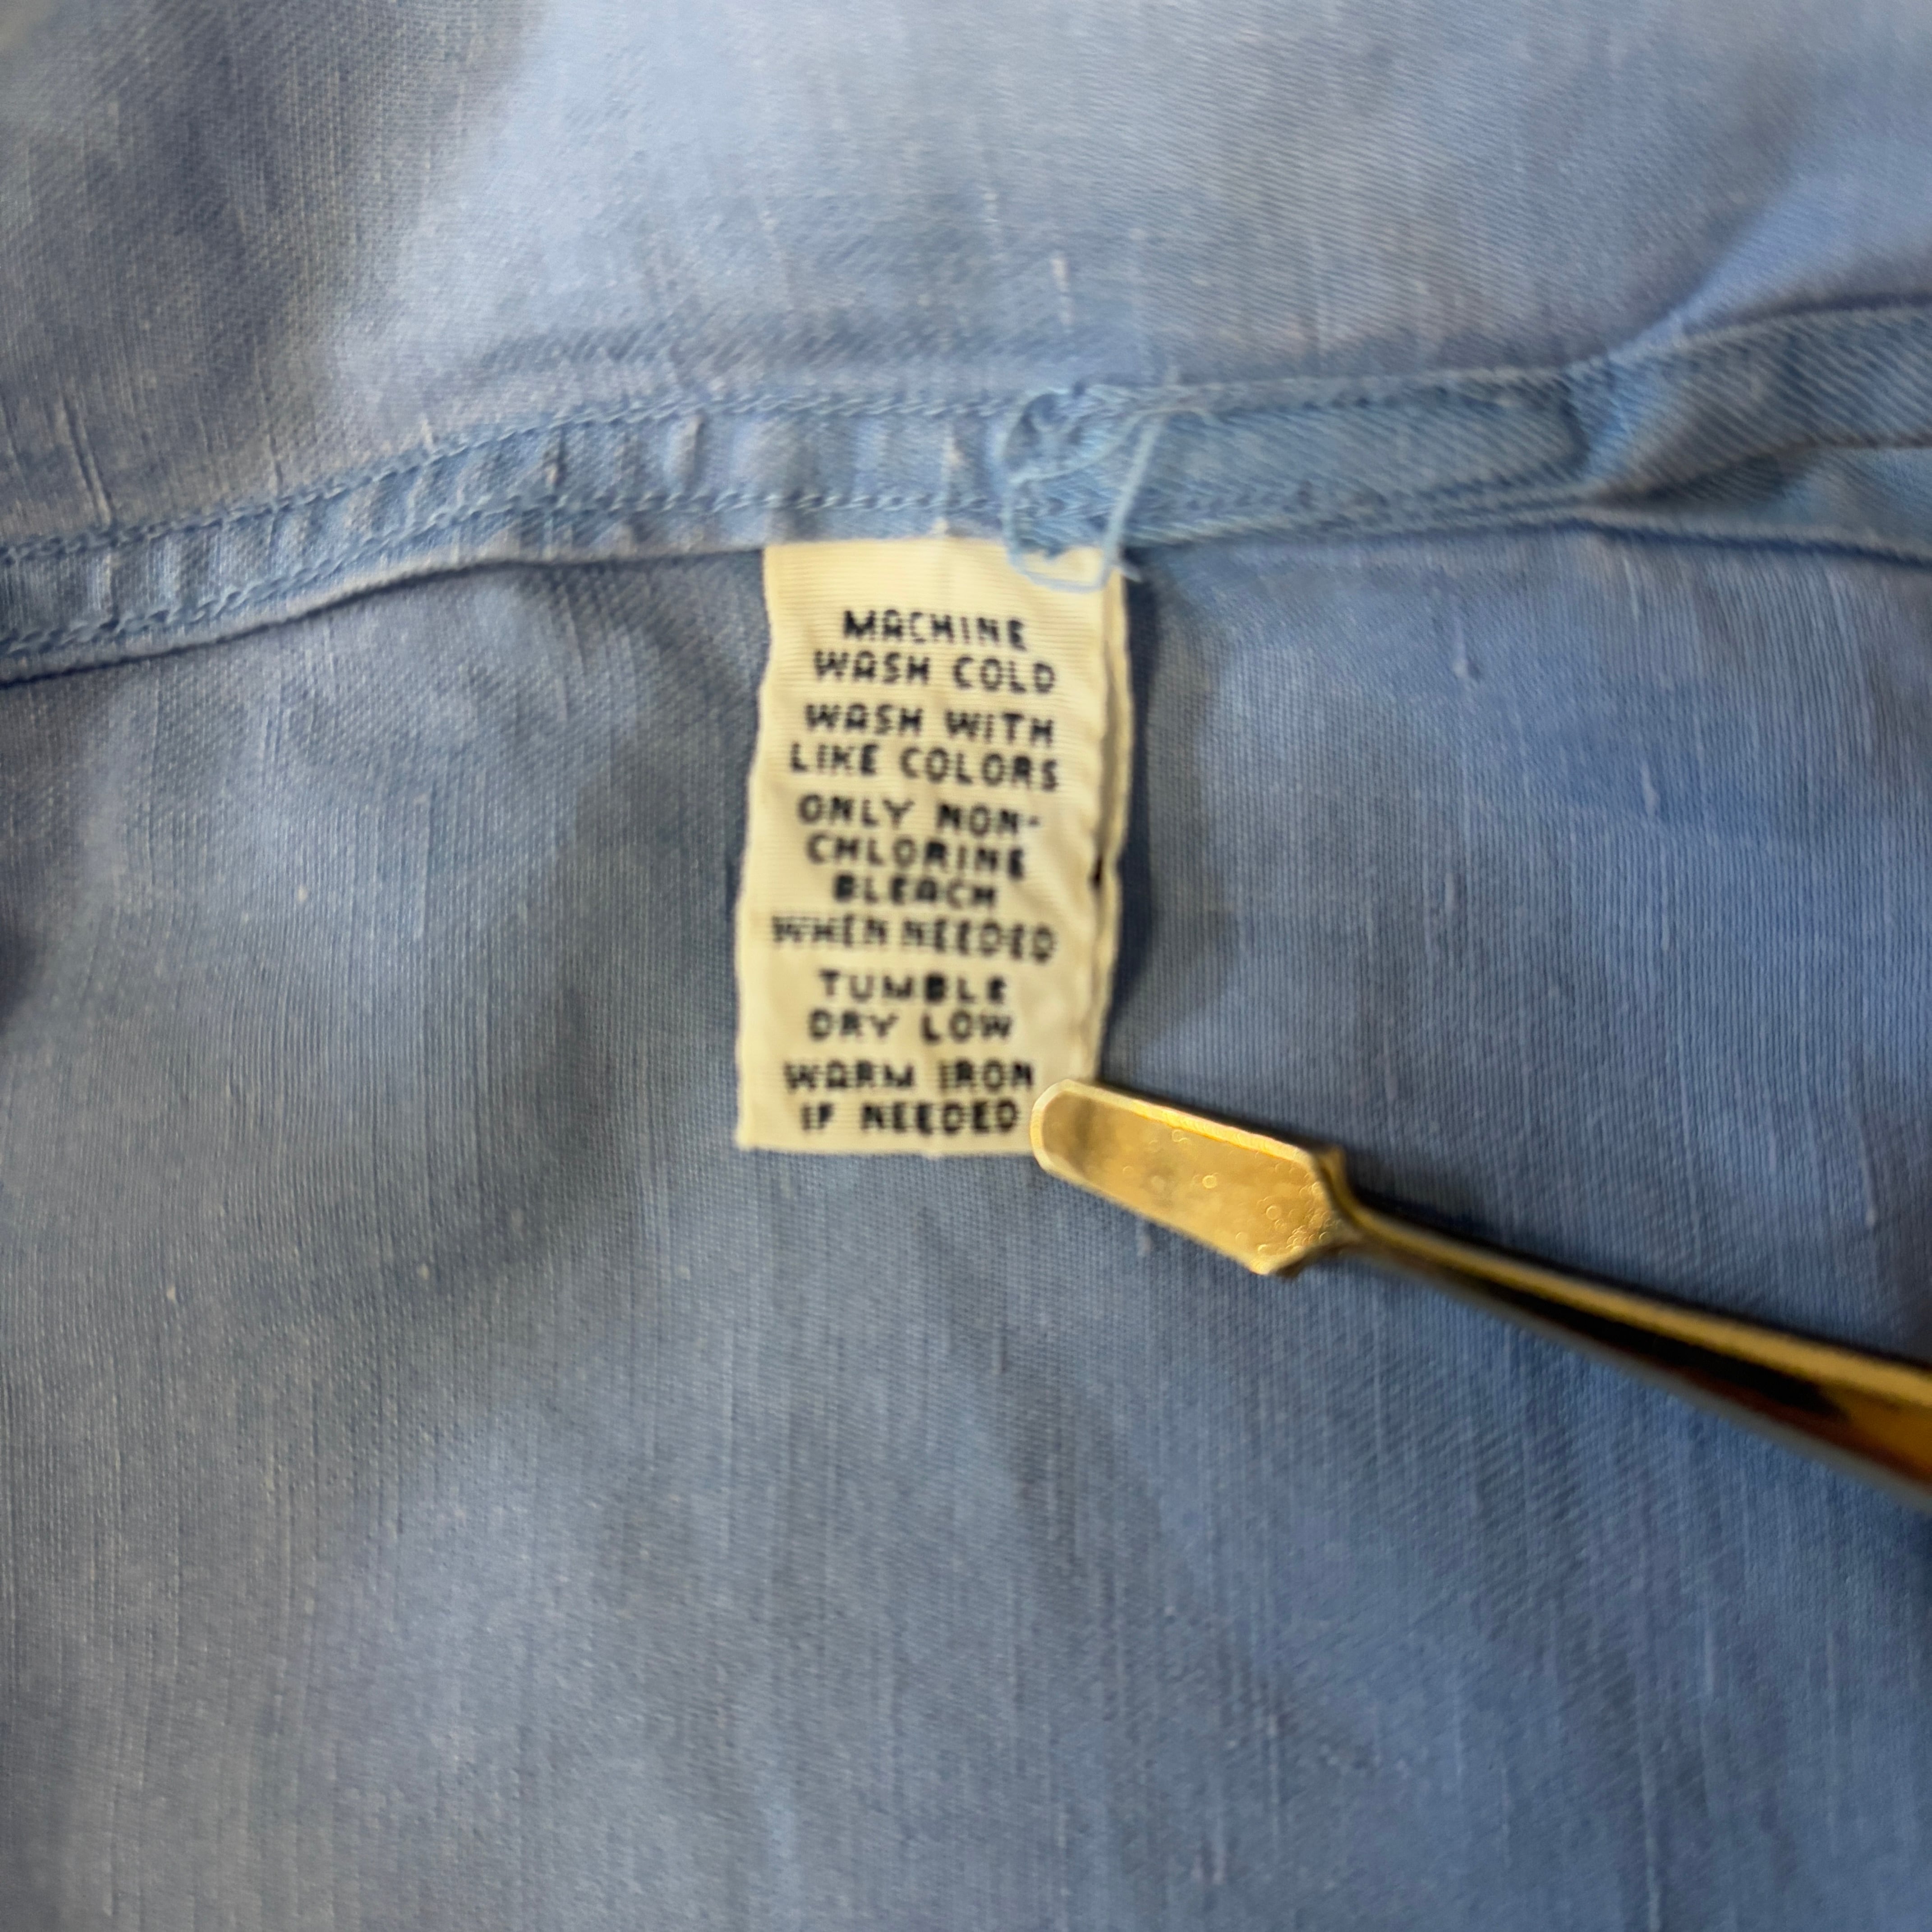 MACHINE
WASH COLD
WASH WITH
LIKE COLORS
ONLY NON-
CHLORINE
BLEACH
WHEN NEEDED
TUMBLE
DRY LOW
WARM IRON
IF NEEDED